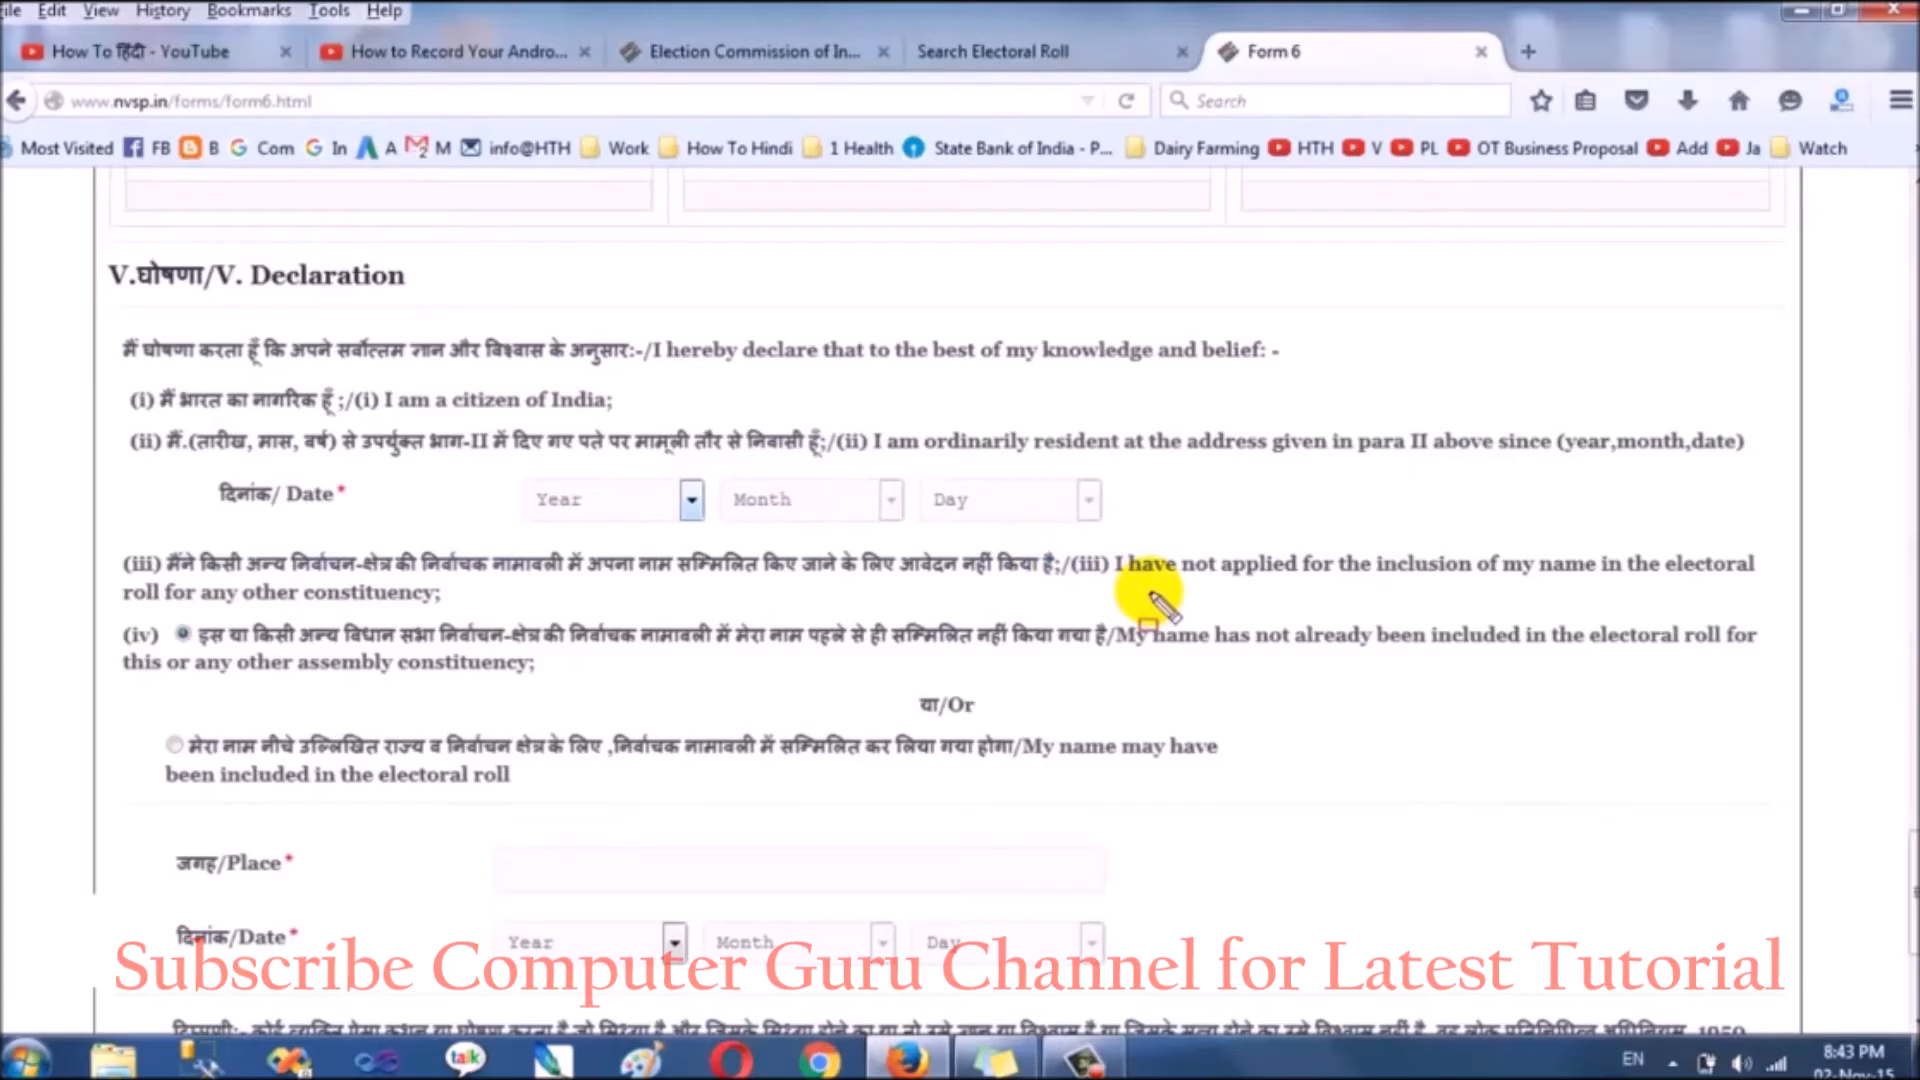 File Edit View History Bookmarks Tools Help
How To हिंदी - YouTube How to Record Your Andro... Election Commission of In... Search Electoral Roll Form 6
www.nvsp.in/forms/form6.html Search
Most Visited FB B Com In A M info@HTH Work How To Hindi 1 Health State Bank of India - P... Dairy Farming HTH V PL OT Business Proposal Add Ja Watch
V.घोषणा/V. Declaration
मैं घोषणा करता हूँ कि अपने सर्वोत्तम ज्ञान और विश्वास के अनुसार:-/I hereby declare that to the best of my knowledge and belief: -
(i) मैं भारत का नागरिक हूँ ;/(i) I am a citizen of India;
(ii) मैं.(तारीख, मास, वर्ष) से उपर्युक्त भाग-II में दिए गए पते पर मामूली तौर से निवासी हूँ;/(ii) I am ordinarily resident at the address given in para II above since (year,month,date)
दिनांक/ Date* Year Month Day
(iii) मैंने किसी अन्य निर्वाचन-क्षेत्र की निर्वाचक नामावली में अपना नाम सम्मिलित किए जाने के लिए आवेदन नहीं किया है;/(iii) I have not applied for the inclusion of my name in the electoral
roll for any other constituency;
(iv) इस या किसी अन्य विधान सभा निर्वाचन-क्षेत्र की निर्वाचक नामावली में मेरा नाम पहले से ही सम्मिलित नहीं किया गया है/My name has not already been included in the electoral roll for
this or any other assembly constituency;
या/Or
मेरा नाम नीचे उल्लिखित राज्य व निर्वाचन क्षेत्र के लिए ,निर्वाचक नामावली में सम्मिलित कर लिया गया होगा/My name may have
been included in the electoral roll
जगह/Place*
दिनांक/Date* Year Month Day
Subscribe Computer Guru Channel for Latest Tutorial
talk EN 8:43 PM
02-Nov-15